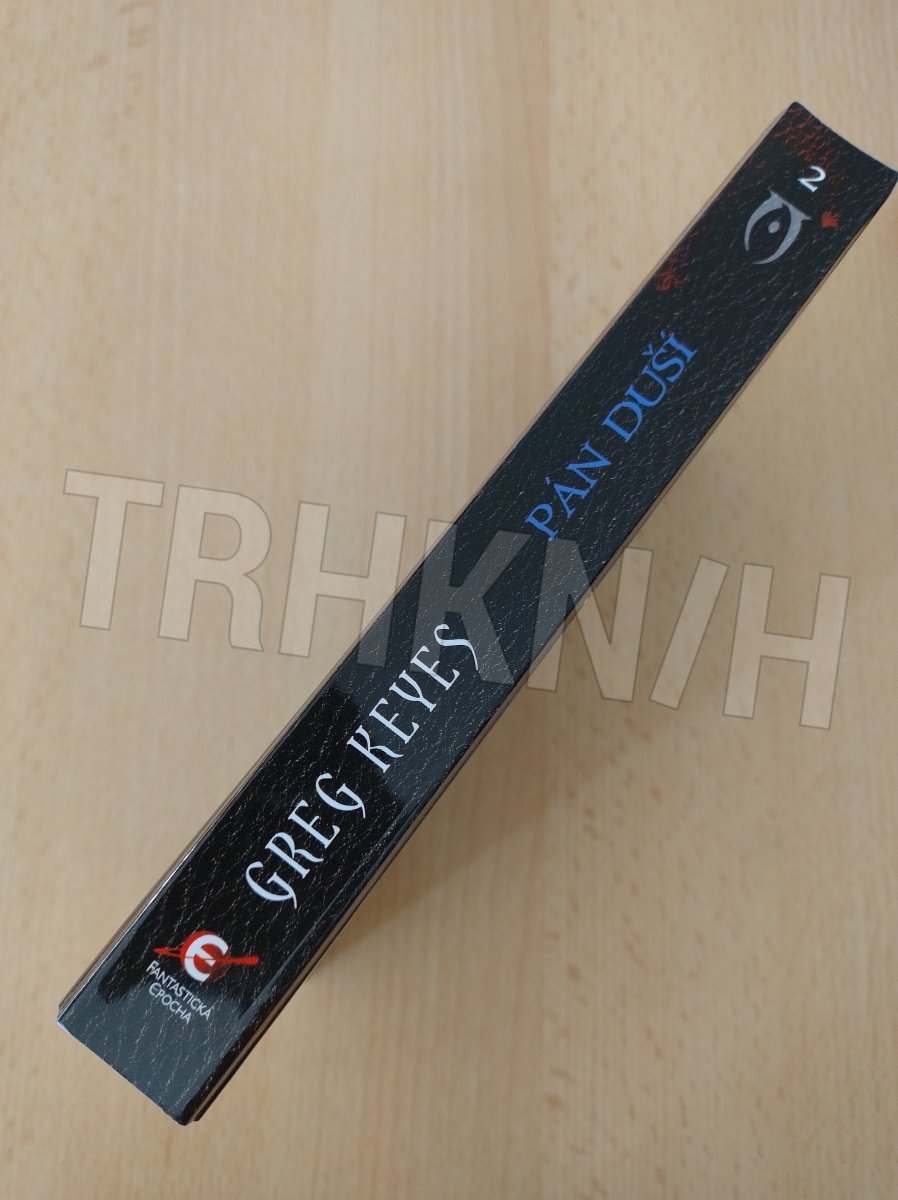 2
PÁN DUŠÍ
GREG KEYES
FANTASTICKÁ
EPOCHA
TRHKNIH